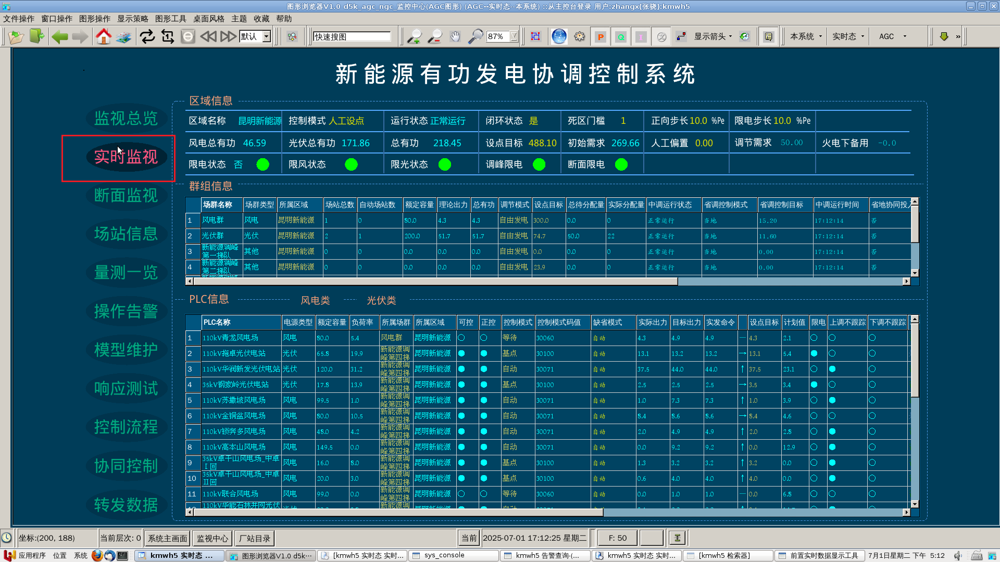 图形浏览器V1.0 d5k_agc_ngc_监控中心(AGC图形) (AGC--实时态--本系统) ::从主控台登录 用户:zhangx(张骁):kmwh5
文件操作 窗口操作 图形操作 显示策略 图形工具 桌面风格 主题 收藏 帮助
默认 快速搜图 87% P Q 显示箭头 本系统 实时态 AGC »
新能源有功发电协调控制系统
监视总览
实时监视
断面监视
场站信息
量测一览
操作告警
模型维护
响应测试
控制流程
协同控制
转发数据
区域信息
区域名称 昆明新能源 控制模式 人工设点 运行状态 正常运行 闭环状态 是 死区门槛 1 正向步长 10.0 %Pe 限电步长 10.0 %Pe
风电总有功 46.59 光伏总有功 171.86 总有功 218.45 设点目标 488.10 初始需求 269.66 人工偏置 0.00 调节需求 50.00 火电下备用 -0.0
限电状态 否 限风状态 限光状态 调峰限电 断面限电
群组信息
场群名称 场群类型 所属区域 场站总数 自动场站数 额定容量 理论出力 总有功 调节模式 设点目标 总待分配量 实际分配量 中调运行状态 省调控制模式 省调控制目标 中调运行时间 省地协同投入
1 风电群 风电 昆明新能源 1 0 80.0 4.3 4.3 自由发电 300.0 0.0 0 正常运行 当地 15.20 17:12:14 否
2 光伏群 光伏 昆明新能源 2 1 200.0 51.7 51.7 自由发电 74.7 50.0 22 正常运行 当地 11.60 17:12:14 否
3 新能源调峰第一梯队 其他 昆明新能源 0 0 0.0 0.0 0.0 自由发电 0.0 0.0 0 正常运行 当地 0.00 17:12:14 否
4 新能源调峰第二梯队 其他 昆明新能源 0 0 0.0 0.0 0.0 自由发电 23.9 0.0 0 正常运行 当地 0.00 17:12:14 否
PLC信息 风电类 光伏类
PLC名称 电源类型 额定容量 负荷率 所属场群 所属区域 可控 正控 控制模式 控制模式码值 缺省模式 实际出力 目标出力 实发命令 设点目标 计划值 限电 上调不跟踪 下调不跟踪
1 110kV青龙风电场 风电 80.0 5.4 风电群 昆明新能源 等待 30060 自动 4.3 4.9 4.9 — 4.3 2.1
2 110kV拖卓光伏电站 光伏 65.8 19.9 新能源调峰第四梯 昆明新能源 基点 30100 自动 13.1 13.2 13.2 → 13.1 5.4
3 110kV华润新发光伏电站 光伏 120.0 31.2 新能源调峰第四梯 昆明新能源 自动 30071 自动 37.5 44.0 44.0 ↑ 37.5 23.1
4 35kV钢家岭光伏电站 光伏 17.8 13.9 新能源调峰第四梯 昆明新能源 基点 30100 自动 2.5 2.5 2.5 → 3.5 3.4
5 110kV苏撒坡风电场 风电 99.5 1.0 新能源调峰第四梯 昆明新能源 自动 30071 自动 1.0 7.3 7.3 ↑ 1.0 3.9
6 110kV金铜盆风电场 风电 80.0 10.5 新能源调峰第四梯 昆明新能源 自动 30071 自动 8.4 8.6 8.6 → 8.4 4.6
7 110kV锁奔多风电场 风电 48.0 4.2 新能源调峰第四梯 昆明新能源 自动 30071 自动 2.0 4.9 4.9 ↑ 2.0 2.8
8 110kV高本山风电场 风电 149.5 0.0 新能源调峰第四梯 昆明新能源 自动 30071 自动 0.0 9.2 9.2 ↑ 0.0 12.9
9 35kV卓干山风电场_中卓Ⅰ回 风电 16.0 8.0 新能源调峰第四梯 昆明新能源 基点 30100 自动 1.3 3.2 3.2 ↑ 3.2 0.0
10 35kV卓干山风电场_中卓Ⅱ回 风电 20.0 3.0 新能源调峰第四梯 昆明新能源 基点 30100 自动 0.6 4.0 4.0 ↑ 4.0 0.0
11 110kV联合风电场 风电 99.0 0.0 新能源调峰第四梯 昆明新能源 等待 30060 自动 0.0 1.0 1.0 — 0.0 6.8
110kV华能石林并网光伏 新能源调
坐标:(200, 188) 当前层次: 0 系统主画面 监视中心 厂站目录 当前 2025-07-01 17:12:25 星期二 F: 50
应用程序 位置 系统 kmwh5 实时态 ... 图形浏览器V1.0 d5k··· [kmwh5 实时态 实时... sys_console kmwh5 告警查询-(... kmwh5 实时态 实时... [kmwh5 检索器] 前置实时数据显示工具 7月1日星期二 下午 5:12